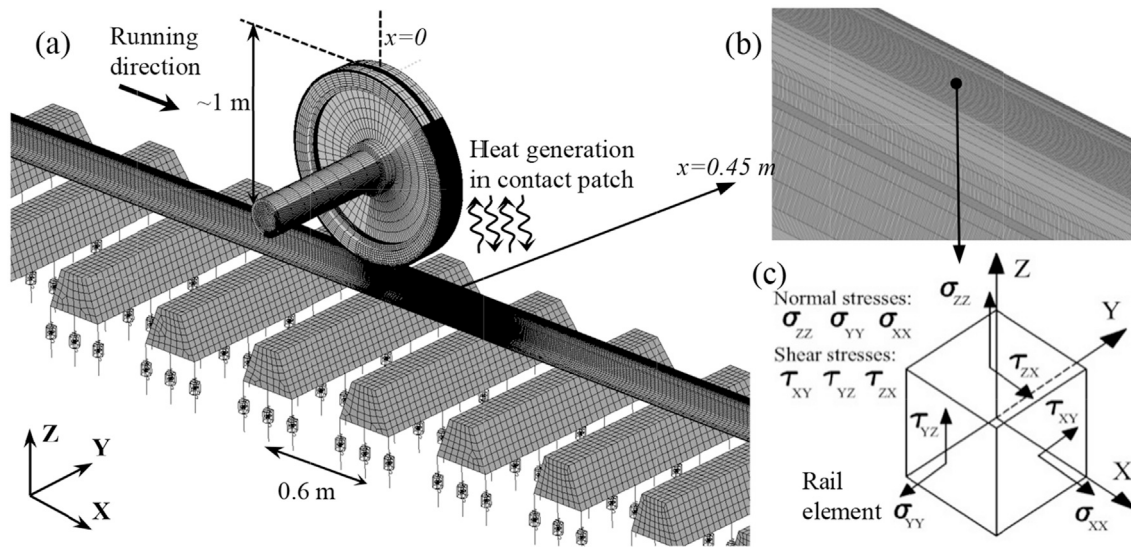 (a)
Running
direction
x=0
~1 m
Heat generation
in contact patch
x=0.45 m
0.6 m
Z
Y
X
(b)
(c)
Normal stresses:
σZZ σYY σXX
Shear stresses:
τXY τYZ τZX
Z
σZZ
Y
τZX
τXY
τYZ
X
Rail
element
σYY
σXX